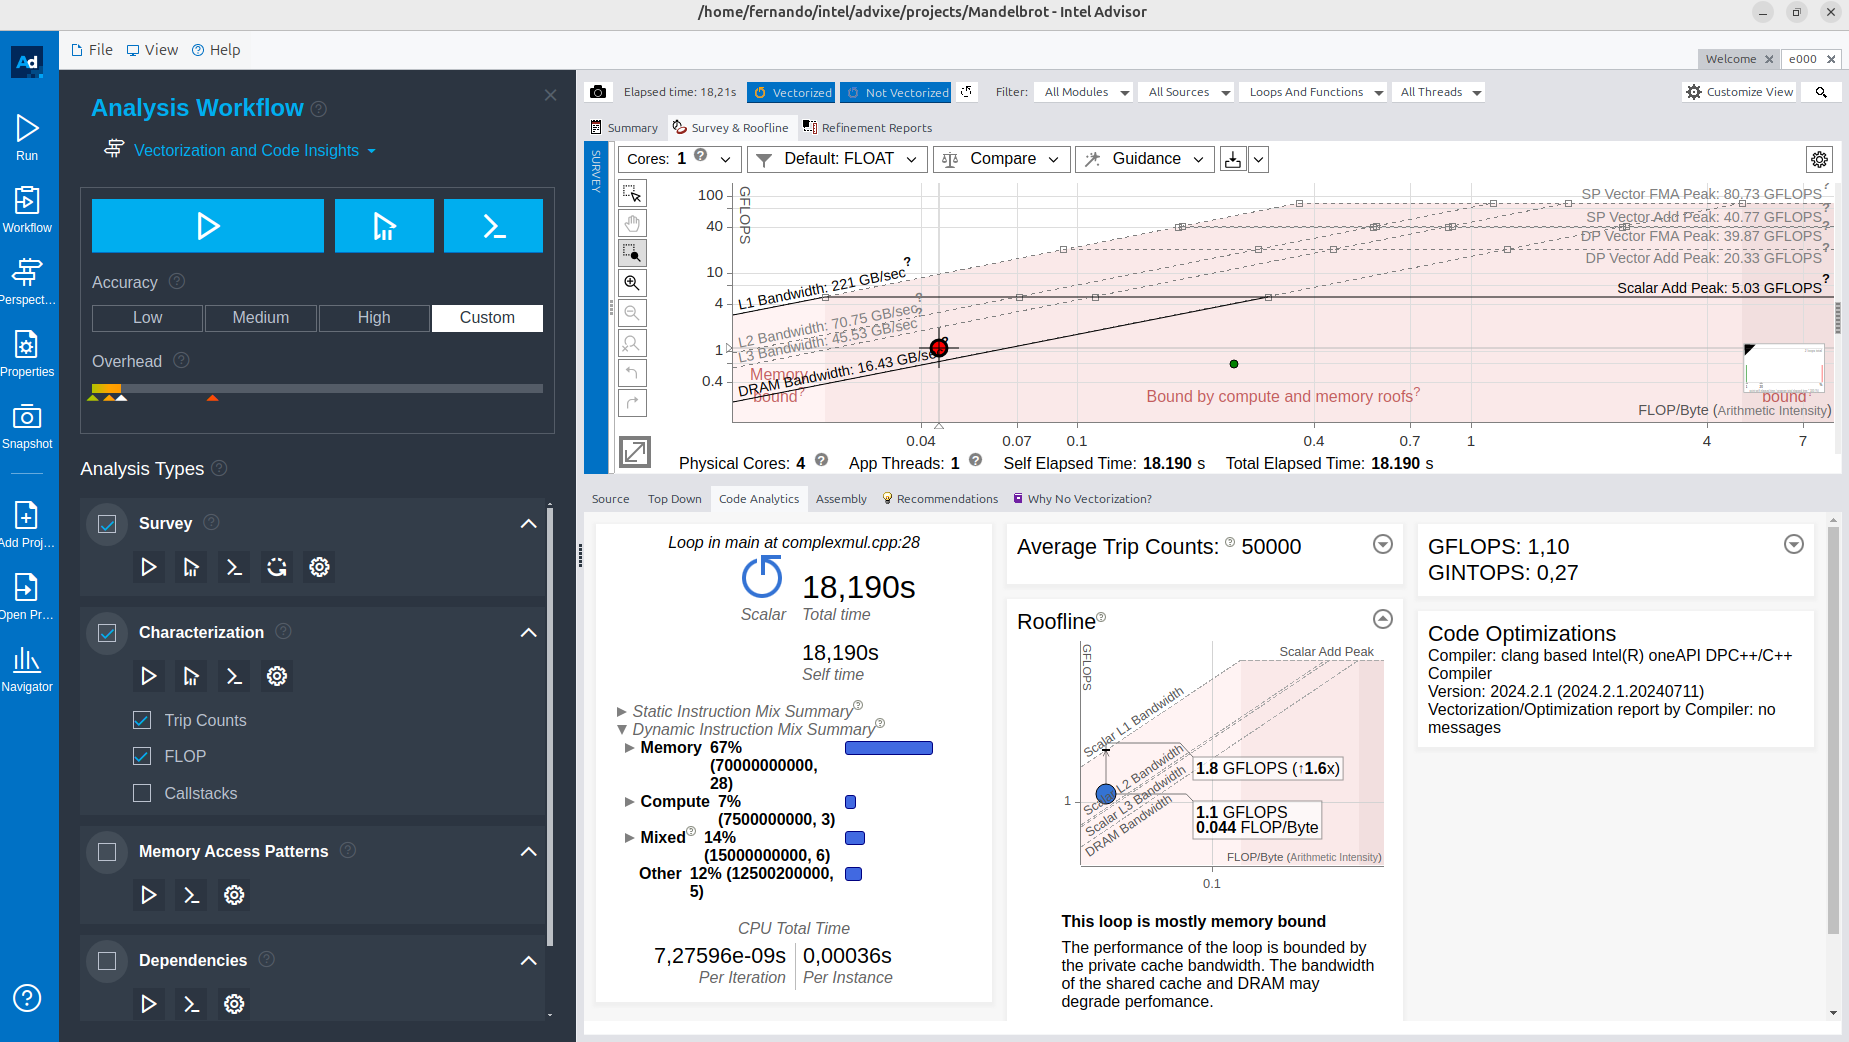 /home/fernando/intel/advixe/projects/Mandelbrot - Intel Advisor
Ad
File View Help
Welcome e000
Run
Workflow
Perspect...
Properties
Snapshot
Add Proj...
Open Pr...
Navigator
Analysis Workflow
Vectorization and Code Insights
Accuracy
Low Medium High Custom
Overhead
Analysis Types
Survey
Characterization
Trip Counts
FLOP
Callstacks
Memory Access Patterns
Dependencies
Elapsed time: 18,21s Vectorized Not Vectorized Filter: All Modules All Sources Loops And Functions All Threads Customize View
Summary Survey & Roofline Refinement Reports
SURVEY
Cores: 1 ? Default: FLOAT Compare Guidance
GFLOPS
100
40
10
4
1
0.4
SP Vector FMA Peak: 80.73 GFLOPS ?
SP Vector Add Peak: 40.77 GFLOPS ?
DP Vector FMA Peak: 39.87 GFLOPS ?
DP Vector Add Peak: 20.33 GFLOPS ?
Scalar Add Peak: 5.03 GFLOPS ?
L1 Bandwidth: 221 GB/sec ?
L2 Bandwidth: 70.75 GB/sec ?
L3 Bandwidth: 45.53 GB/sec ?
DRAM Bandwidth: 16.43 GB/sec ?
Memory
bound?
Bound by compute and memory roofs?
bound?
FLOP/Byte (Arithmetic Intensity)
0.04 0.07 0.1 0.4 0.7 1 4 7
Physical Cores: 4 ? App Threads: 1 ? Self Elapsed Time: 18.190 s Total Elapsed Time: 18.190 s
Source Top Down Code Analytics Assembly Recommendations Why No Vectorization?
Loop in main at complexmul.cpp:28
18,190s
Scalar Total time
18,190s
Self time
Static Instruction Mix Summary?
Dynamic Instruction Mix Summary?
Memory 67%
(70000000000,
28)
Compute 7%
(7500000000, 3)
Mixed? 14%
(15000000000, 6)
Other 12% (12500200000,
5)
CPU Total Time
7,27596e-09s 0,00036s
Per Iteration Per Instance
Average Trip Counts: ? 50000
Roofline?
GFLOPS
Scalar Add Peak
Scalar L1 Bandwidth
Scalar L2 Bandwidth
Scalar L3 Bandwidth
DRAM Bandwidth
1.8 GFLOPS (↑1.6x)
1
1.1 GFLOPS
0.044 FLOP/Byte
FLOP/Byte (Arithmetic Intensity)
0.1
This loop is mostly memory bound
The performance of the loop is bounded by
the private cache bandwidth. The bandwidth
of the shared cache and DRAM may
degrade perfomance.
GFLOPS: 1,10
GINTOPS: 0,27
Code Optimizations
Compiler: clang based Intel(R) oneAPI DPC++/C++
Compiler
Version: 2024.2.1 (2024.2.1.20240711)
Vectorization/Optimization report by Compiler: no
messages